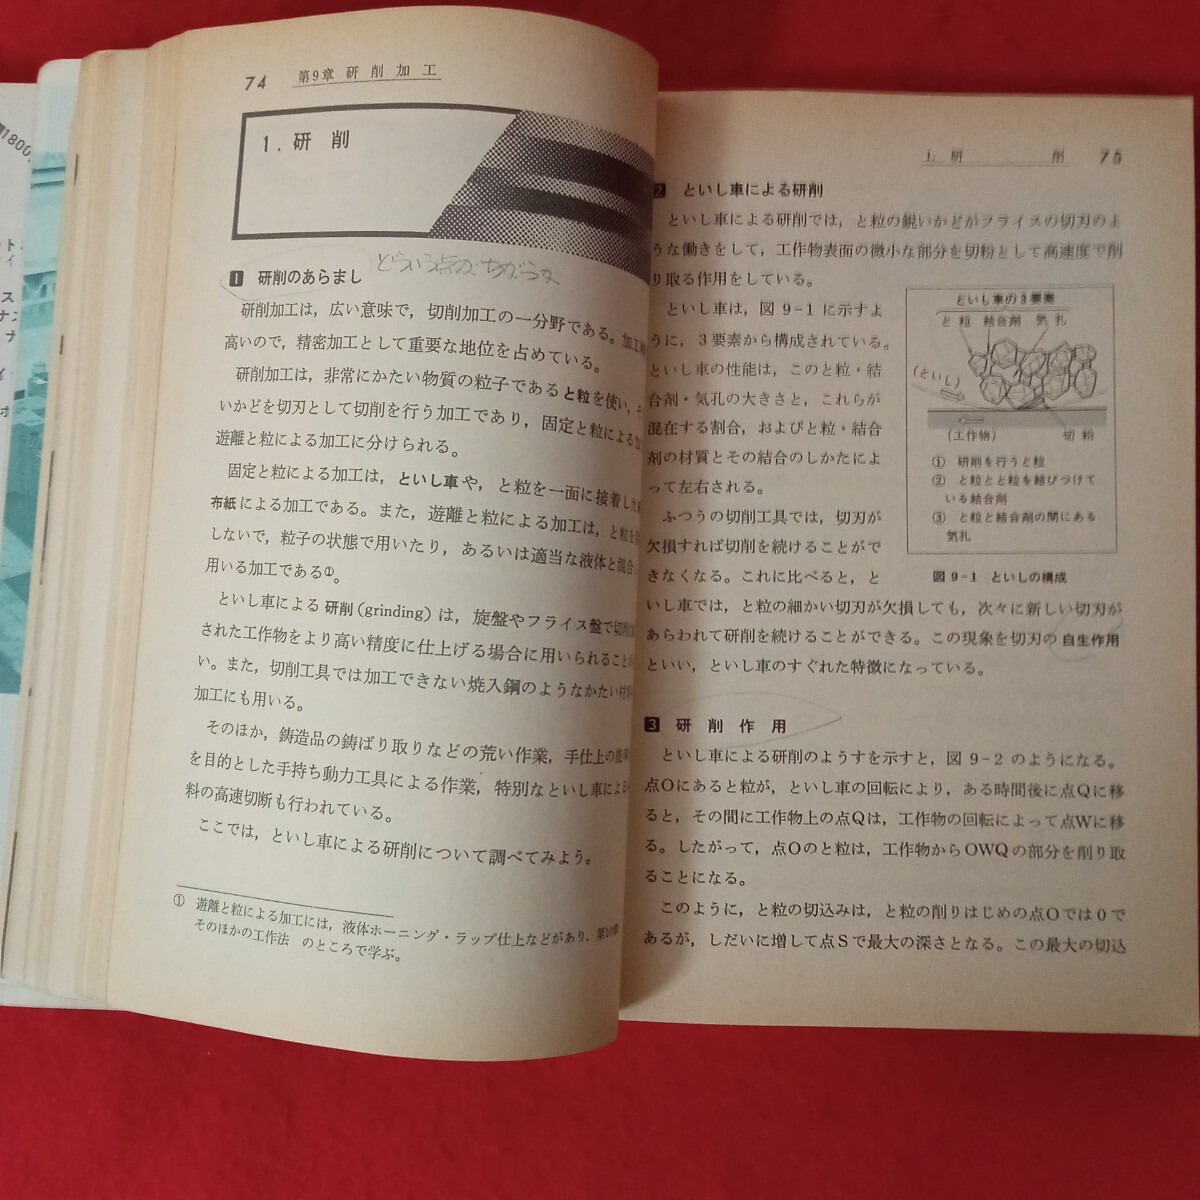 74 第9章 研削加工
1. 研削
どういう点のちがうか
1 研削のあらまし
研削加工は，広い意味で，切削加工の一分野である。加工
高いので，精密加工として重要な地位を占めている。
研削加工は，非常にかたい物質の粒子であると粒を使い，
いかどを切刃として切削を行う加工であり，固定と粒による加
遊離と粒による加工に分けられる。
固定と粒による加工は，といし車や，と粒を一面に接着した
布紙による加工である。また，遊離と粒による加工は，と粒を
しないで，粒子の状態で用いたり，あるいは適当な液体と混合
用いる加工である①。
といし車による研削(grinding)は，旋盤やフライス盤で切削
された工作物をより高い精度に仕上げる場合に用いられること
い。また，切削工具では加工できない焼入鋼のようなかたい材
加工にも用いる。
そのほか，鋳造品の鋳ばり取りなどの荒い作業，手仕上の能
を目的とした手持ち動力工具による作業，特別なといし車による
料の高速切断も行われている。
ここでは，といし車による研削について調べてみよう。
① 遊離と粒による加工には，液体ホーニング・ラップ仕上などがあり，
そのほかの工作法 のところで学ぶ。
1. 研 削 75
2 といし車による研削
といし車による研削では，と粒の鋭いかどがフライスの切刃のよ
うな働きをして，工作物表面の微小な部分を切粉として高速度で削
り取る作用をしている。
といし車は，図 9-1 に示すよ
うに，3要素から構成されている。
といし車の性能は，このと粒・結
合剤・気孔の大きさと，これらが
混在する割合，およびと粒・結合
剤の材質とその結合のしかたによ
って左右される。
ふつうの切削工具では，切刃が
欠損すれば切削を続けることがで
きなくなる。これに比べると，と
いし車では，と粒の細かい切刃が欠損しても，次々に新しい切刃が
あらわれて研削を続けることができる。この現象を切刃の自生作用
といい，といし車のすぐれた特徴になっている。
といし車の3要素
と粒 結合剤 気孔
(といし)
(工作物) 切粉
① 研削を行うと粒
② と粒とと粒を結びつけて
いる結合剤
③ と粒と結合剤の間にある
気孔
図 9-1 といしの構成
3 研削作用
といし車による研削のようすを示すと，図 9-2 のようになる。
点Oにあると粒が，といし車の回転により，ある時間後に点Qに移
ると，その間に工作物上の点Qは，工作物の回転によって点Wに移
る。したがって，点Oのと粒は，工作物からOWQの部分を削り取
ることになる。
このように，と粒の切込みは，と粒の削りはじめの点Oでは0で
あるが，しだいに増して点Sで最大の深さとなる。この最大の切込
1800